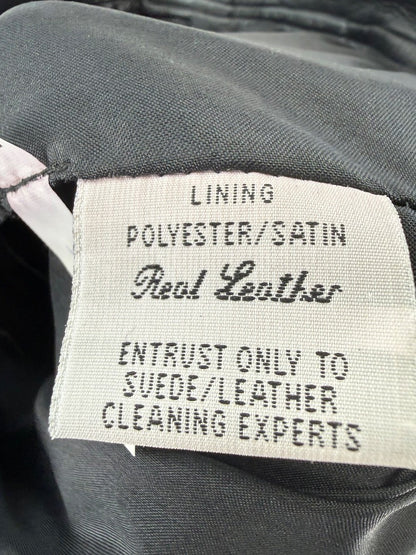 LINING
POLYESTER/SATIN
Real Leather
ENTRUST ONLY TO
SUEDE/LEATHER
CLEANING EXPERTS